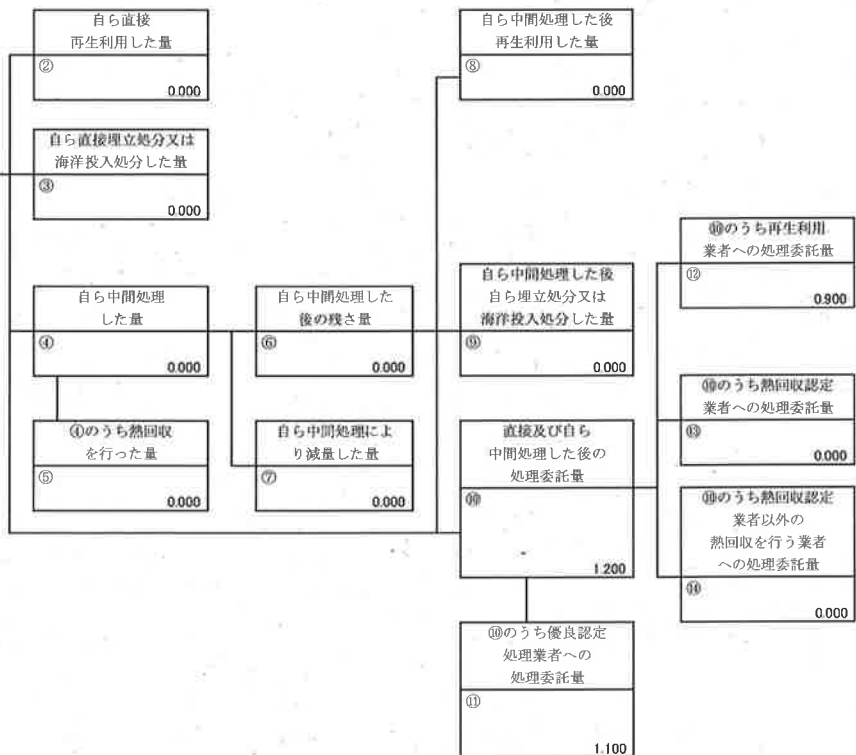 自ら直接
再生利用した量
②
0.000
自ら中間処理した後
再生利用した量
⑧
0.000
自ら直接埋立処分又は
海洋投入処分した量
③
0.000
⑩のうち再生利用
業者への処理委託量
⑫
0.900
自ら中間処理
した量
④
0.000
自ら中間処理した
後の残さ量
⑥
0.000
自ら中間処理した後
自ら埋立処分又は
海洋投入処分した量
⑨
0.000
⑩のうち熱回収認定
業者への処理委託量
⑬
0.000
④のうち熱回収
を行った量
⑤
0.000
自ら中間処理によ
り減量した量
⑦
0.000
直接及び自ら
中間処理した後の
処理委託量
⑩
1.200
⑩のうち熱回収認定
業者以外の
熱回収を行う業者
への処理委託量
⑭
0.000
⑩のうち優良認定
処理業者への
処理委託量
⑪
1.100